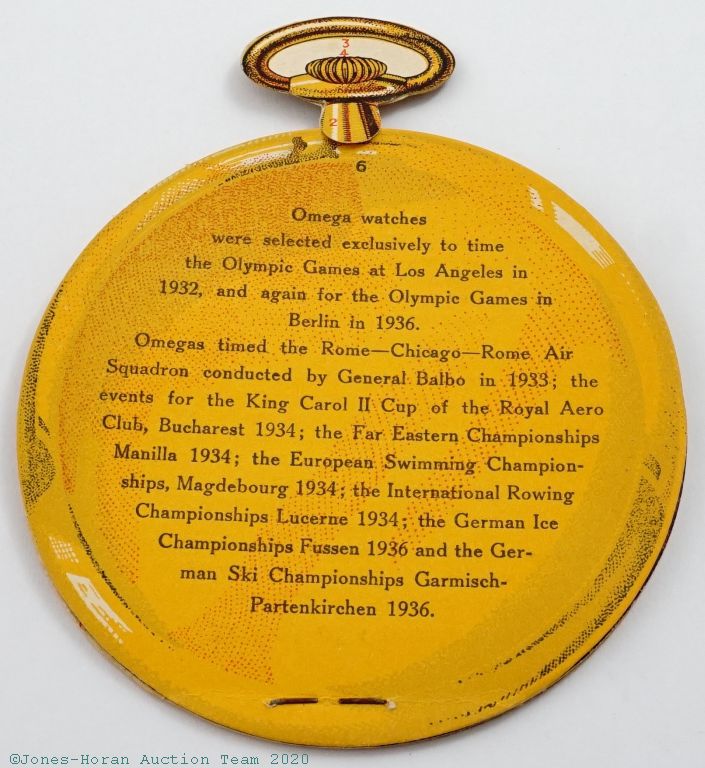 3
4
2
6
Omega watches
were selected exclusively to time
the Olympic Games at Los Angeles in
1932, and again for the Olympic Games in
Berlin in 1936.
Omegas timed the Rome—Chicago—Rome Air
Squadron conducted by General Balbo in 1933; the
events for the King Carol II Cup of the Royal Aero
Club, Bucharest 1934; the Far Eastern Championships
Manilla 1934; the European Swimming Champion-
ships, Magdebourg 1934; the International Rowing
Championships Lucerne 1934; the German Ice
Championships Fussen 1936 and the Ger-
man Ski Championships Garmisch-
Partenkirchen 1936.
©Jones-Horan Auction Team 2020